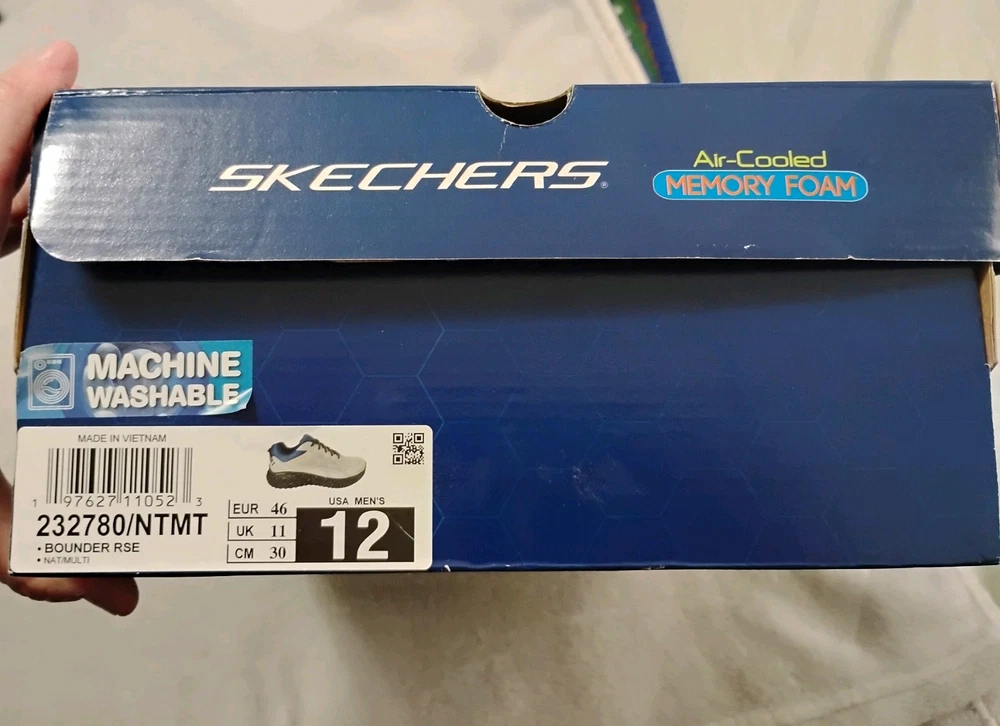 SKECHERS®
Air-Cooled
MEMORY FOAM
MACHINE
WASHABLE
MADE IN VIETNAM
1 97627 11052 3
232780/NTMT
• BOUNDER RSE
• NAT/MULTI
EUR 46
UK 11
CM 30
USA MEN'S
12